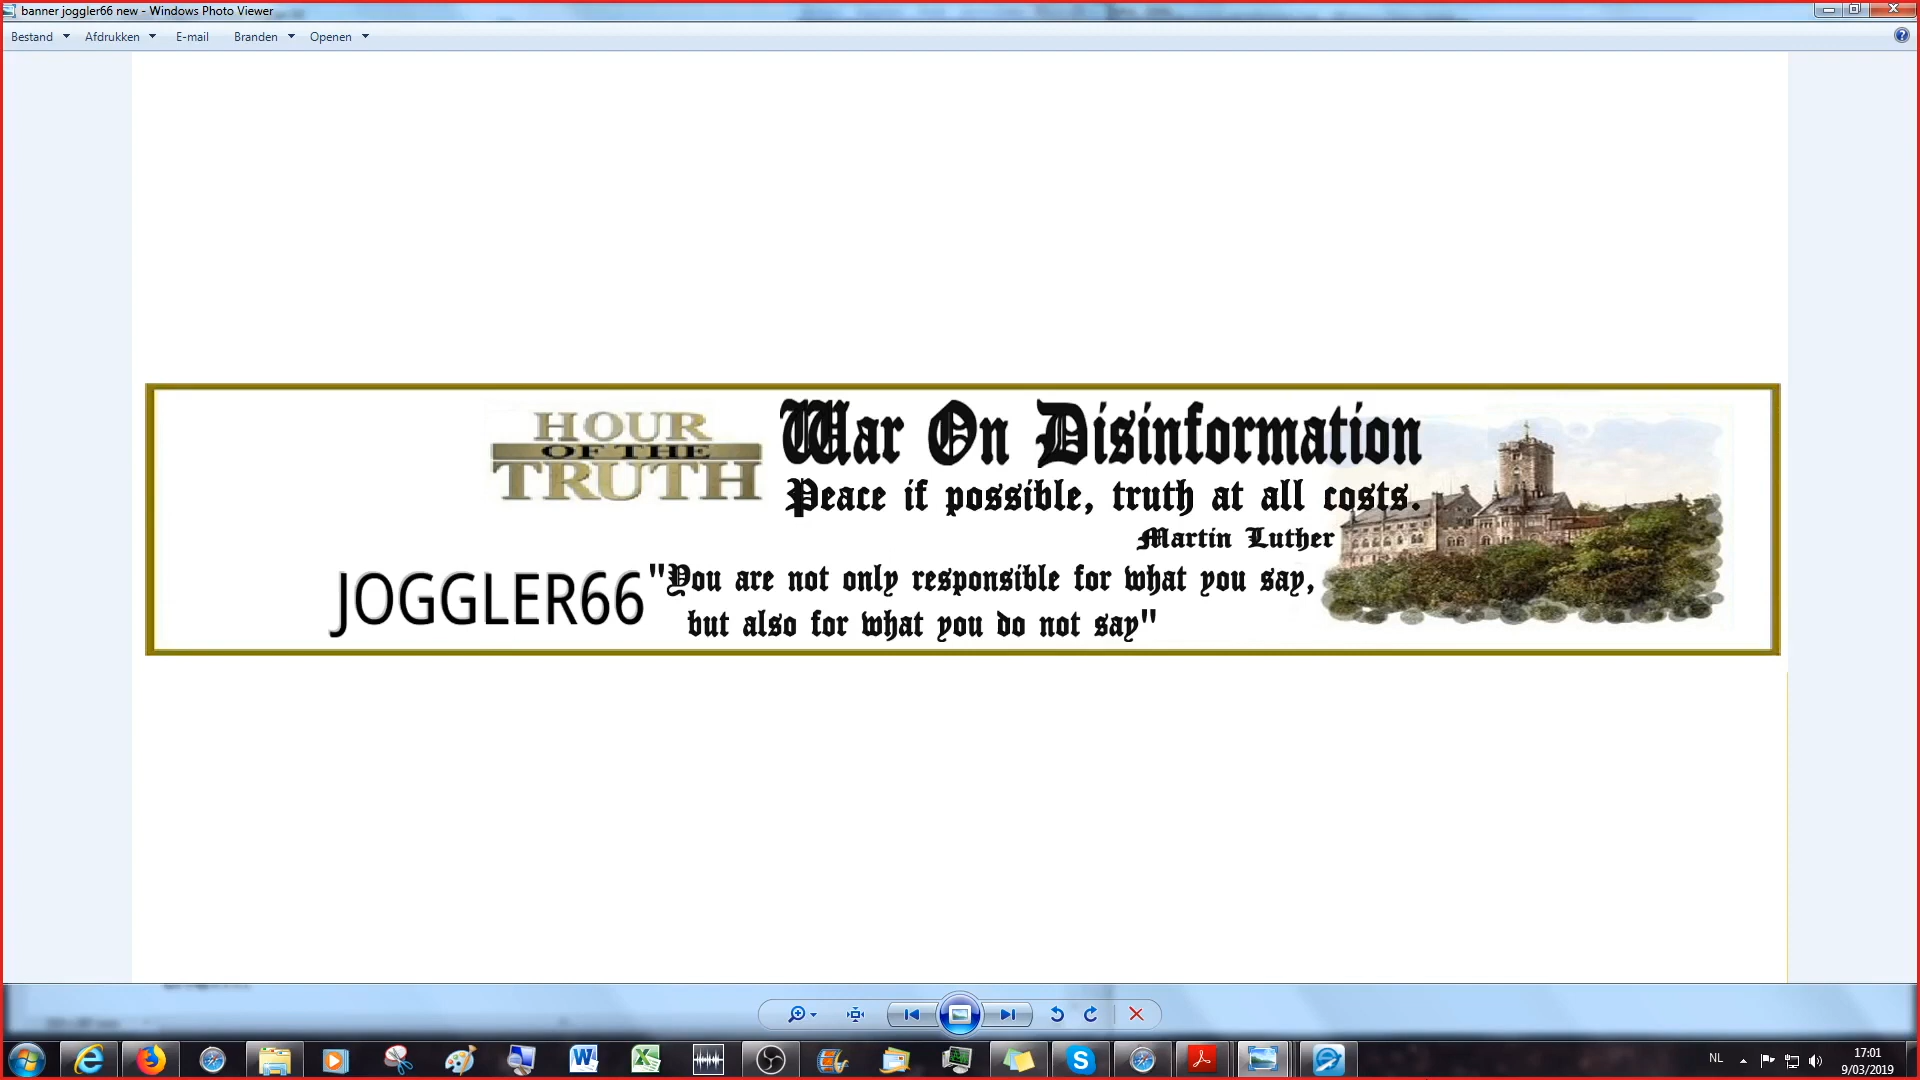 banner joggler66 new - Windows Photo Viewer
Bestand Afdrukken E-mail Branden Openen
HOUR
OF THE
TRUTH
War On Disinformation
Peace if possible, truth at all costs.
Martin Luther
JOGGLER66
"You are not only responsible for what you say,
but also for what you do not say"
NL
17:01
9/03/2019